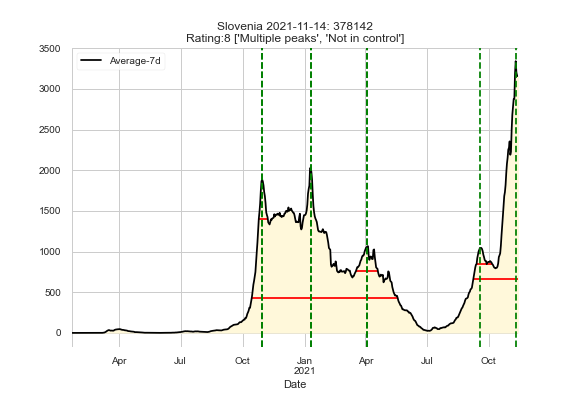 Slovenia 2021-11-14: 378142
Rating:8 ['Multiple peaks', 'Not in control']
Average-7d
3500
3000
2500
2000
1500
1000
500
0
Apr Jul Oct Jan Apr Jul Oct
2021
Date